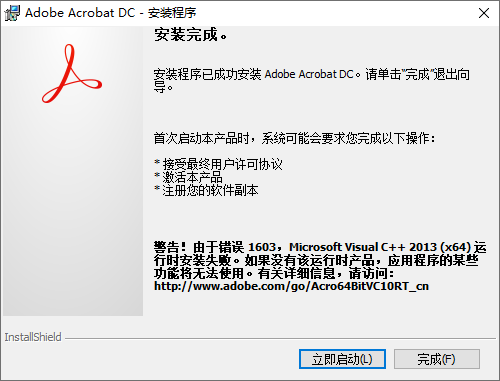 Adobe Acrobat DC - 安装程序
安装完成。
安装程序已成功安装 Adobe Acrobat DC。请单击"完成"退出向
导。
首次启动本产品时，系统可能会要求您完成以下操作：
* 接受最终用户许可协议
* 激活本产品
* 注册您的软件副本
警告！由于错误 1603，Microsoft Visual C++ 2013 (x64) 运
行时安装失败。如果没有该运行时产品，应用程序的某些
功能将无法使用。有关详细信息，请访问：
http://www.adobe.com/go/Acro64BitVC10RT_cn
InstallShield
立即启动(L)
完成(F)